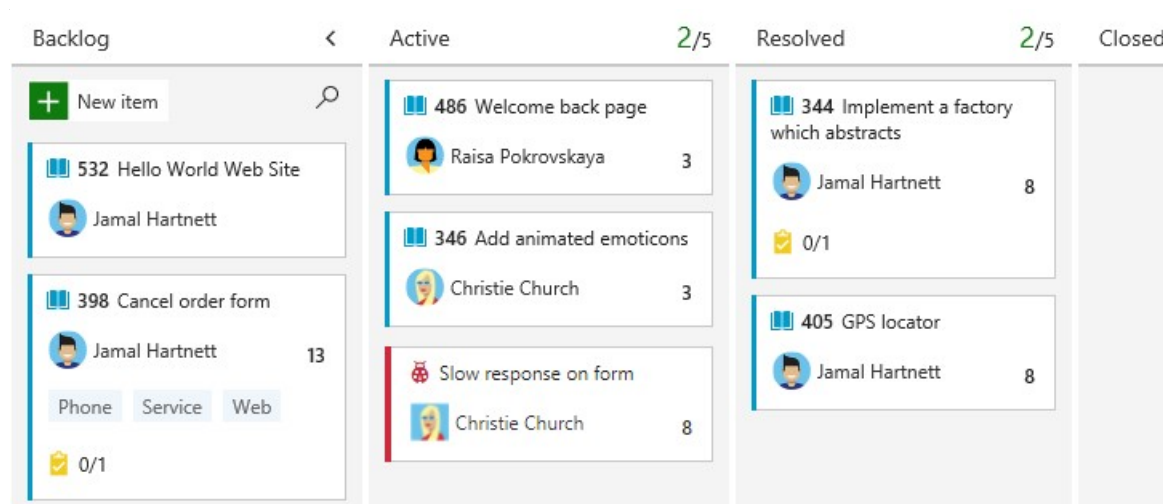 Backlog
New item
532 Hello World Web Site
Jamal Hartnett
398 Cancel order form
Jamal Hartnett 13
Phone Service Web
0/1
Active 2/5
486 Welcome back page
Raisa Pokrovskaya 3
346 Add animated emoticons
Christie Church 3
Slow response on form
Christie Church 8
Resolved 2/5
344 Implement a factory
which abstracts
Jamal Hartnett 8
0/1
405 GPS locator
Jamal Hartnett 8
Closed